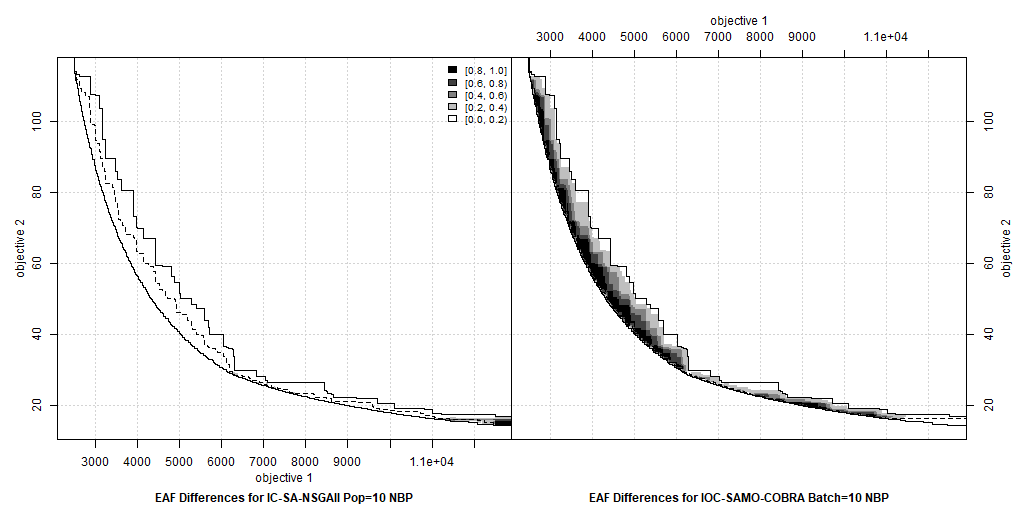 objective 1
3000 4000 5000 6000 7000 8000 9000 1.1e+04
[0.8, 1.0]
[0.6, 0.8)
[0.4, 0.6)
[0.2, 0.4)
[0.0, 0.2)
100
80
60
40
20
objective 2
100
80
60
40
20
objective 2
3000 4000 5000 6000 7000 8000 9000 1.1e+04
objective 1
EAF Differences for IC-SA-NSGAII Pop=10 NBP
EAF Differences for IOC-SAMO-COBRA Batch=10 NBP